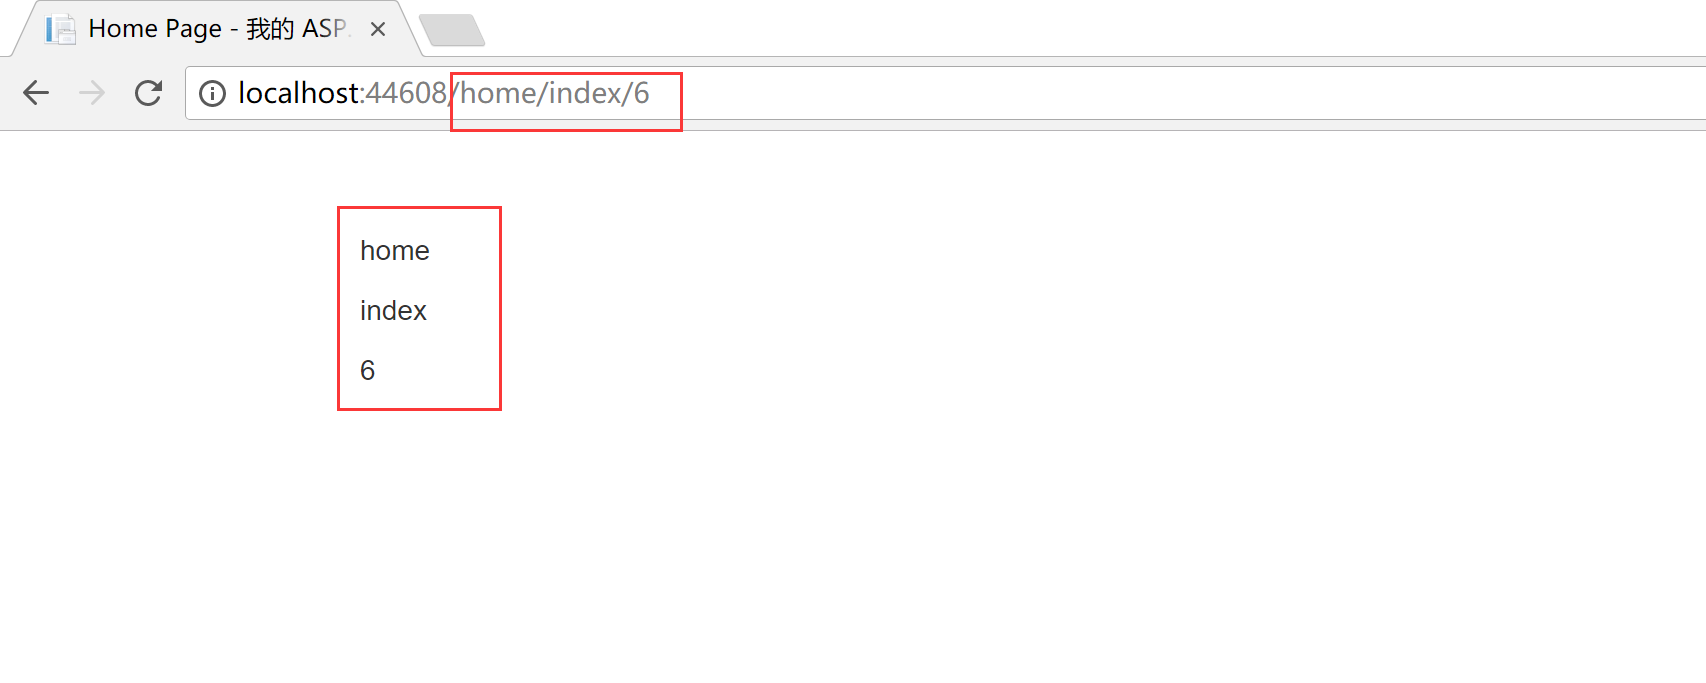 Home Page - 我的 ASP.
localhost:44608/home/index/6
home
index
6